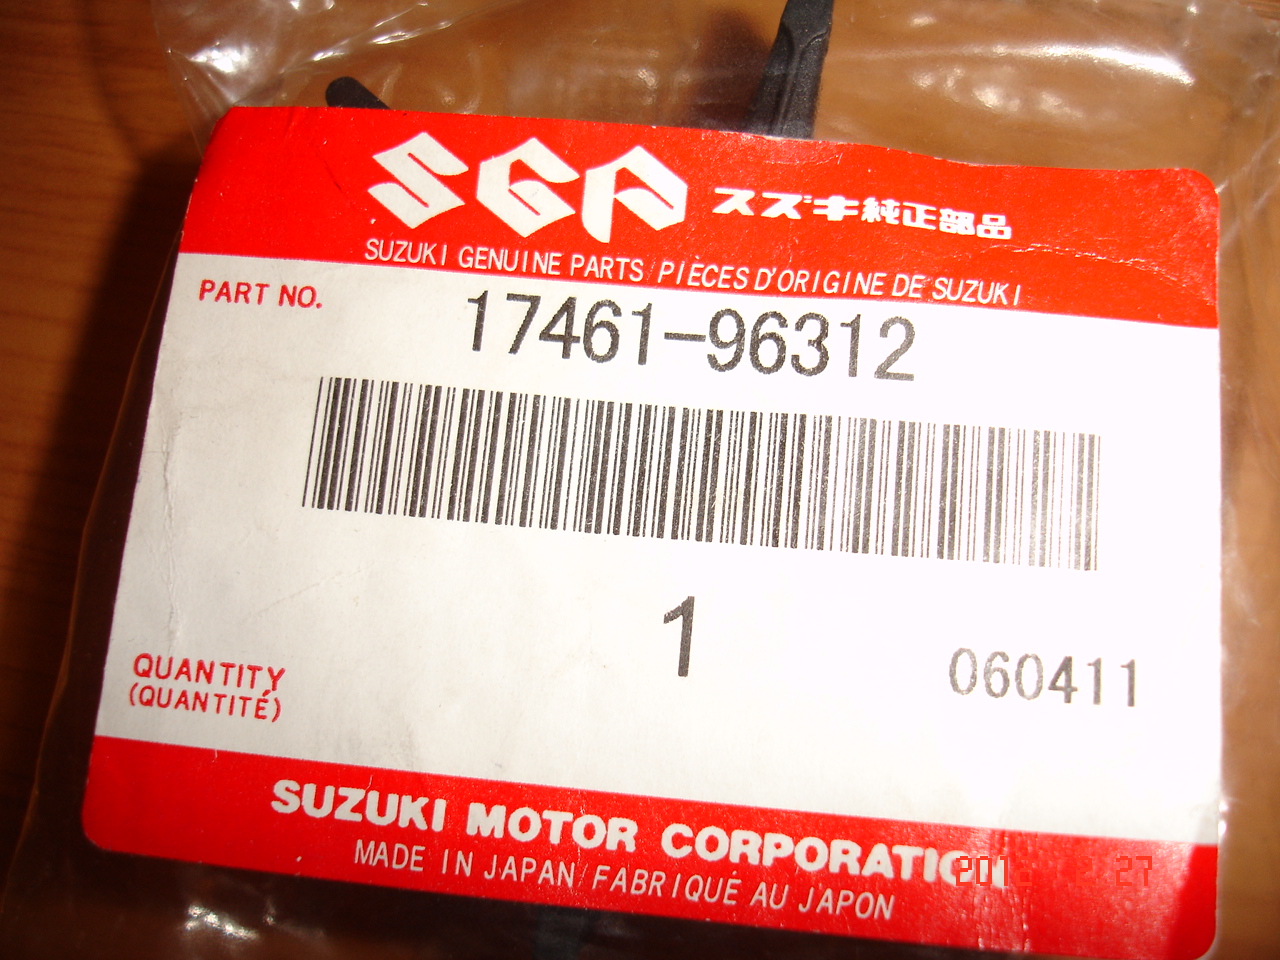 SGP スズキ純正部品
SUZUKI GENUINE PARTS / PIÈCES D'ORIGINE DE SUZUKI
PART NO.
17461-96312
1
060411
QUANTITY
(QUANTITÉ)
SUZUKI MOTOR CORPORATION
MADE IN JAPAN / FABRIQUÉ AU JAPON